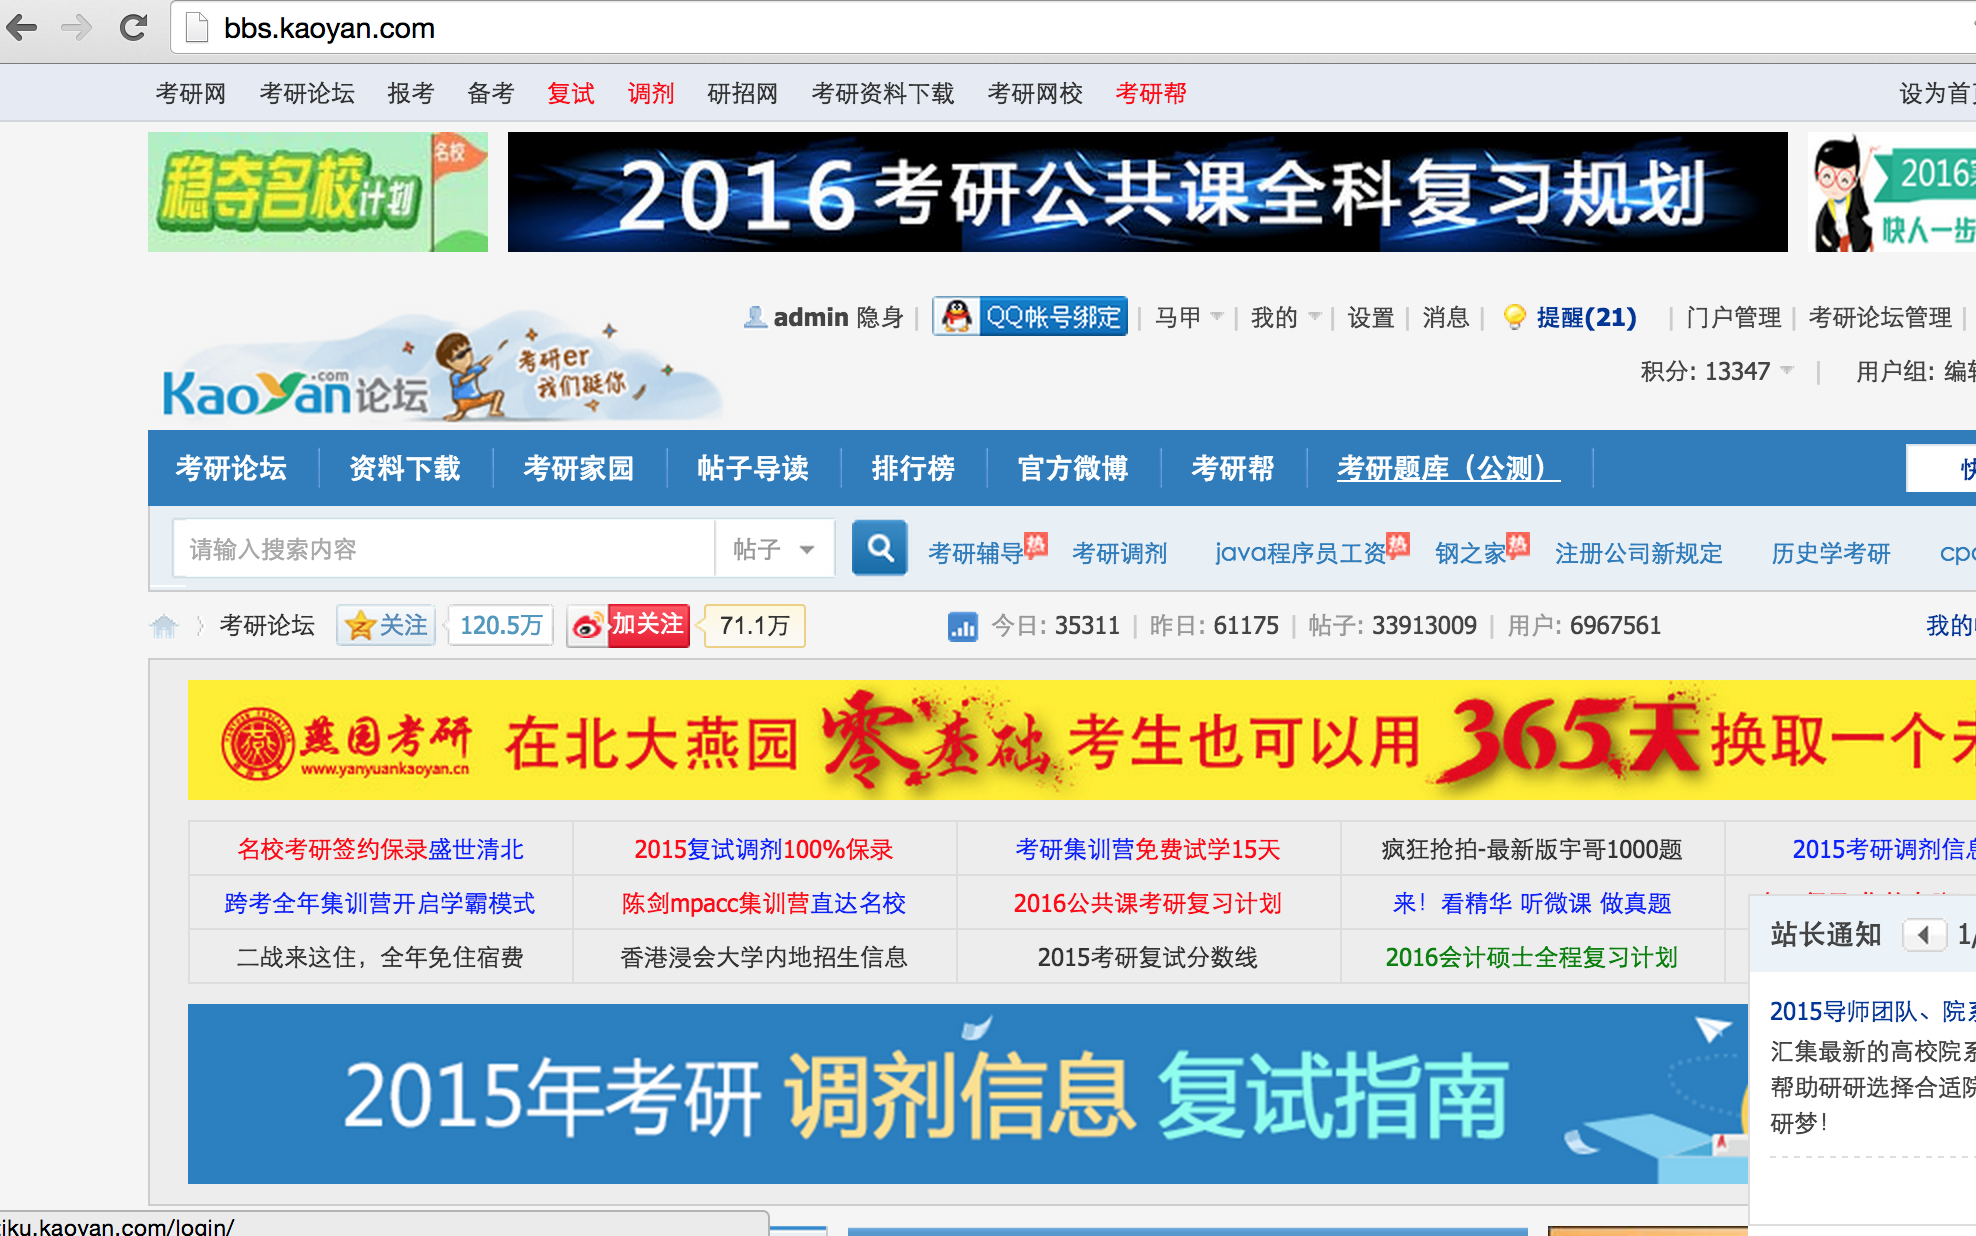 bbs.kaoyan.com
考研网 考研论坛 报考 备考 复试 调剂 研招网 考研资料下载 考研网校 考研帮 设为首页
稳夺名校计划 名校
2016考研公共课全科复习规划
2016
快人一步
admin 隐身 QQ帐号绑定 马甲 我的 设置 消息 提醒(21) 门户管理 考研论坛管理
积分: 13347 用户组: 编辑
KaoYan.com论坛
考研er
我们挺你
考研论坛 资料下载 考研家园 帖子导读 排行榜 官方微博 考研帮 考研题库（公测） 快
请输入搜索内容 帖子 考研辅导 热 考研调剂 java程序员工资 热 钢之家 热 注册公司新规定 历史学考研 cpa
考研论坛 关注 120.5万 加关注 71.1万 今日: 35311 昨日: 61175 帖子: 33913009 用户: 6967561 我的
燕园考研 www.yanyuankaoyan.cn 在北大燕园 零基础 考生也可以用 365天 换取一个
名校考研签约保录盛世清北 2015复试调剂100%保录 考研集训营免费试学15天 疯狂抢拍-最新版宇哥1000题 2015考研调剂信息
跨考全年集训营开启学霸模式 陈剑mpacc集训营直达名校 2016公共课考研复习计划 来！看精华 听微课 做真题
二战来这住，全年免住宿费 香港浸会大学内地招生信息 2015考研复试分数线 2016会计硕士全程复习计划
站长通知 1/
2015导师团队、院系
汇集最新的高校院系
帮助研研选择合适院
研梦！
2015年考研 调剂信息 复试指南
A
iku.kaoyan.com/login/